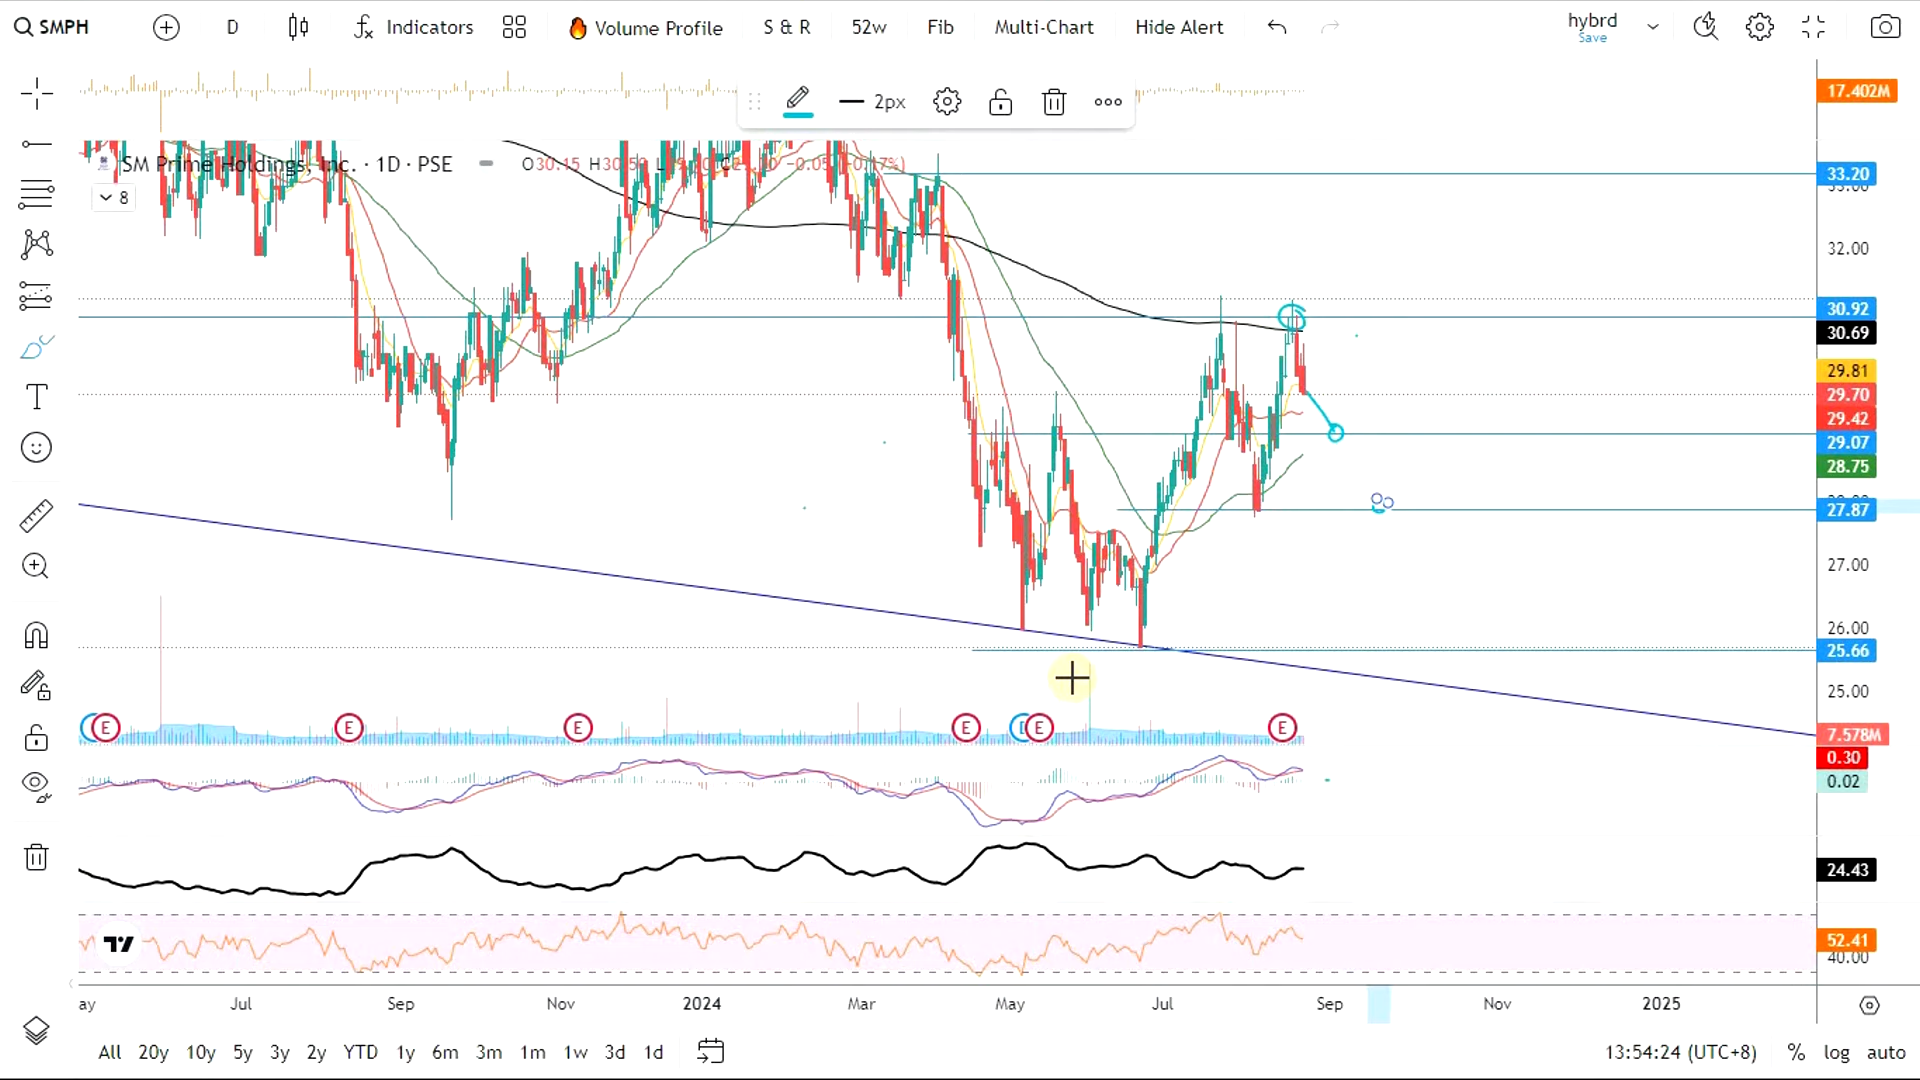 SMPH D Indicators Volume Profile S & R 52w Fib Multi-Chart Hide Alert hybrd
Save
17.402M
2px
SM Prime Holdings, Inc. · 1D · PSE
8
33.20
32.00
30.92
30.69
29.81
29.70
29.42
29.07
28.75
27.87
27.00
26.00
25.66
25.00
E E E E E E
7.578M
0.30
0.02
24.43
52.41
40.00
ay Jul Sep Nov 2024 Mar May Jul Sep Nov 2025
All 20y 10y 5y 3y 2y YTD 1y 6m 3m 1m 1w 3d 1d 13:54:24 (UTC+8) % log auto